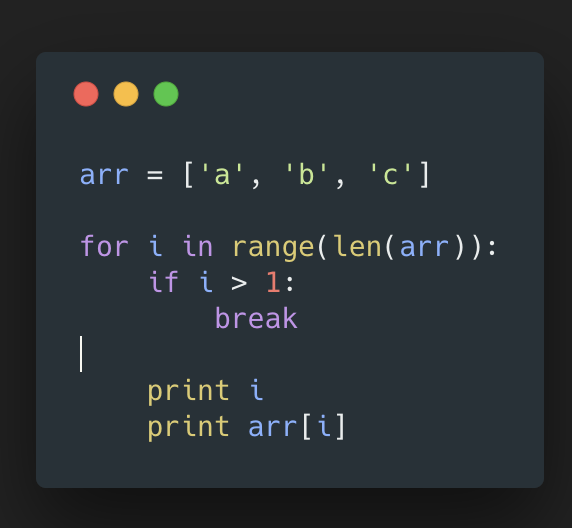 arr = ['a', 'b', 'c']

for i in range(len(arr)):
    if i > 1:
        break

    print i
    print arr[i]